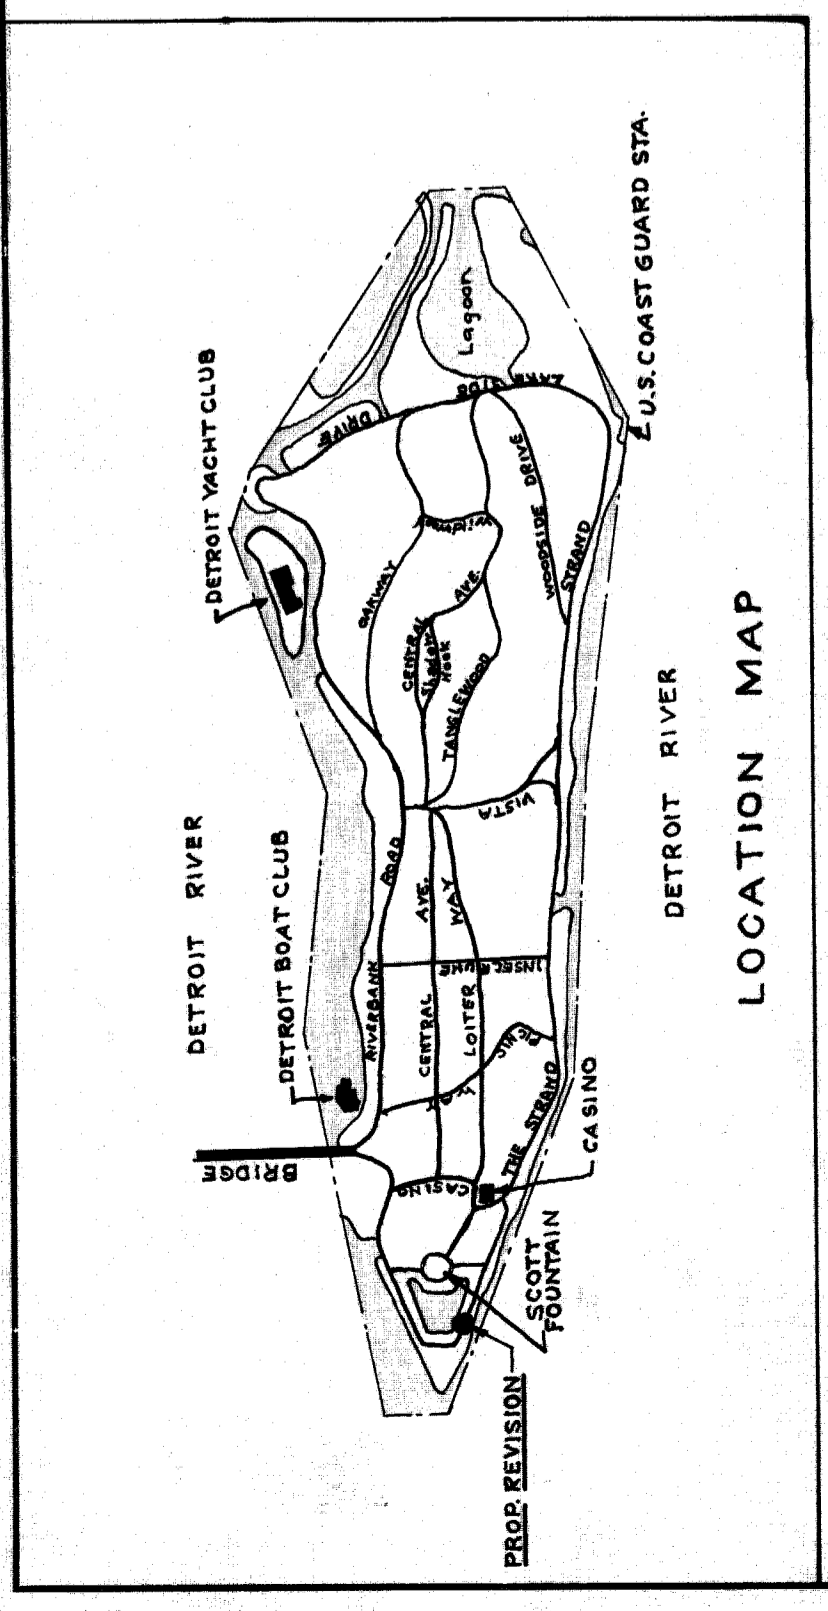 DETROIT RIVER
DETROIT YACHT CLUB
DETROIT BOAT CLUB
BRIDGE
RIVERBANK
ROAD
OAKWAY
DRIVE
LAKESIDE
Lagoon
CENTRAL
AVE.
CENTRAL
AVE.
Shadow
Nook
TANGLEWOOD
WOODSIDE DRIVE
STRAND
VISTA
LOITER
WAY
INSELRUHE
PICNIC
WAY
THE STRAND
CASINO
CASINO
SCOTT
FOUNTAIN
PROP. REVISION
U.S. COAST GUARD STA.
DETROIT RIVER
LOCATION MAP